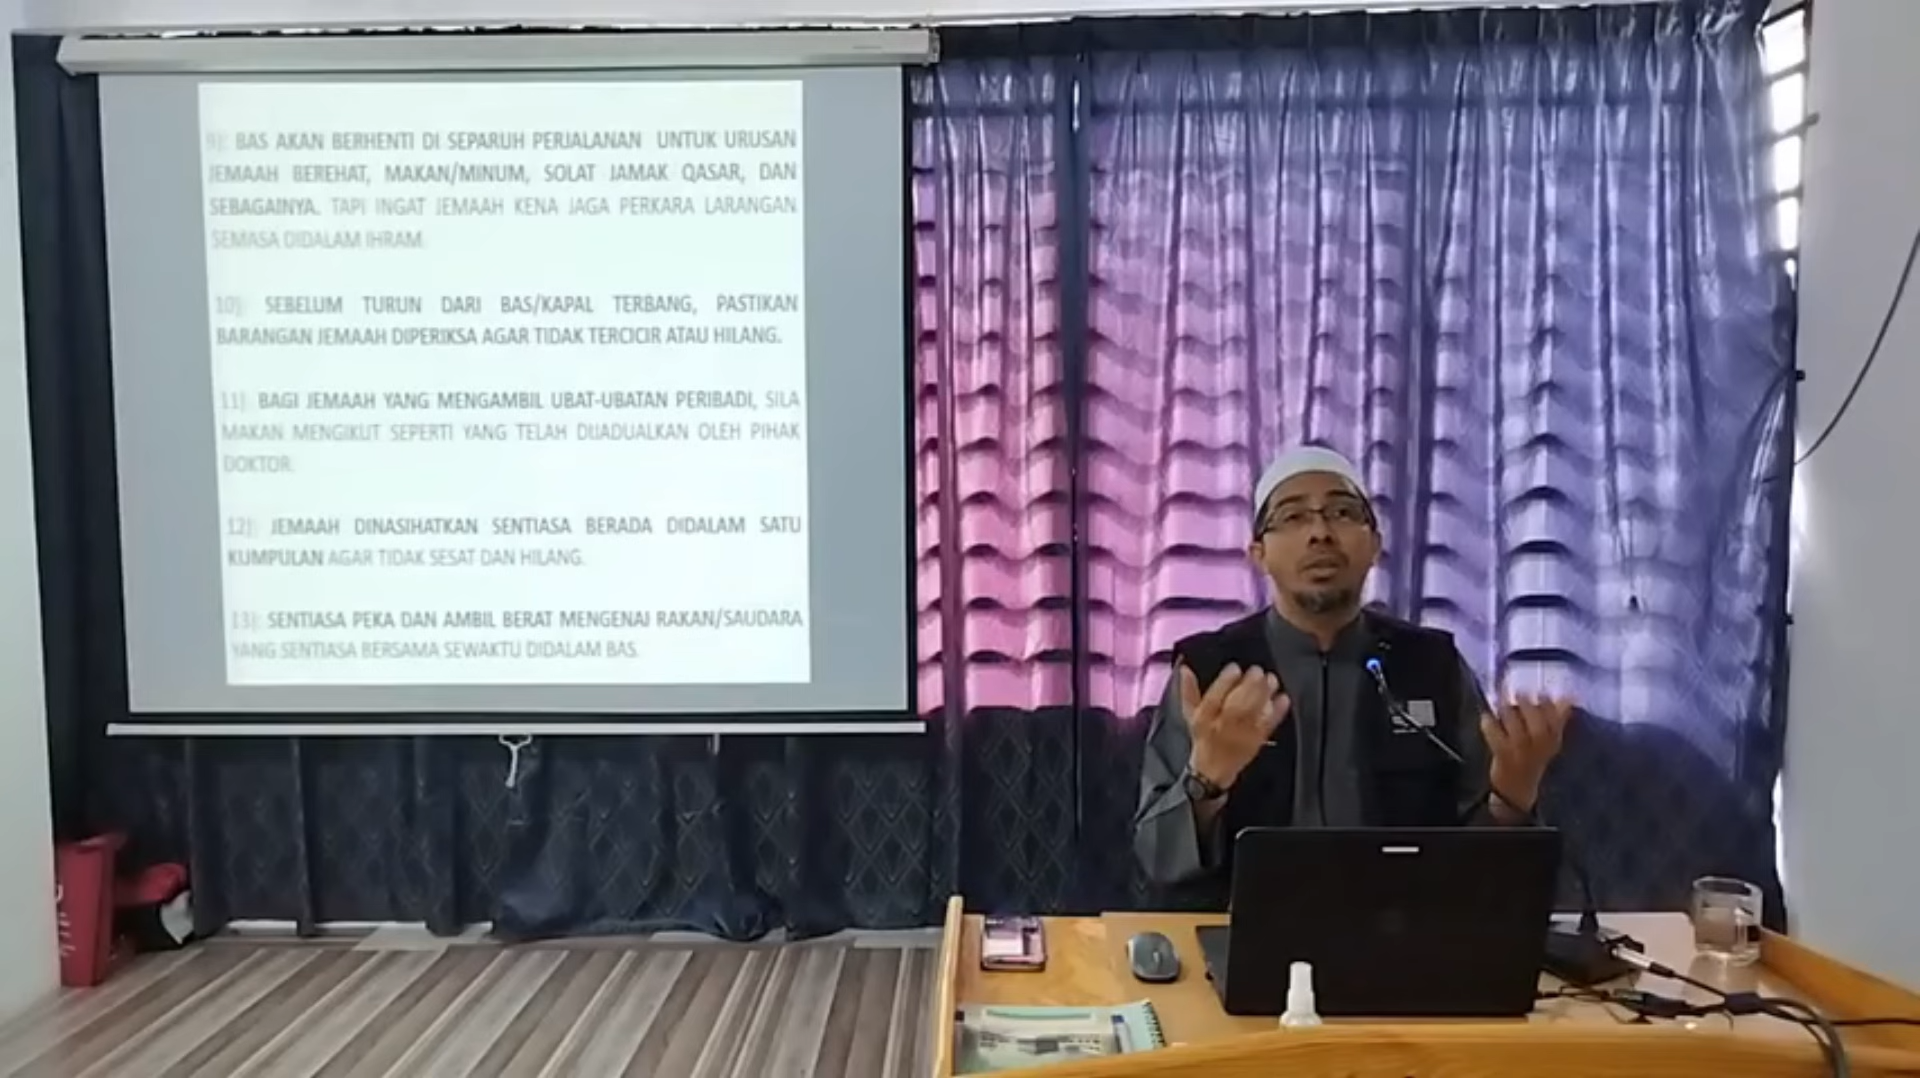 9). BAS AKAN BERHENTI DI SEPARUH PERJALANAN UNTUK URUSAN
JEMAAH BEREHAT, MAKAN/MINUM, SOLAT JAMAK QASAR, DAN
SEBAGAINYA. TAPI INGAT JEMAAH KENA JAGA PERKARA LARANGAN
SEMASA DIDALAM IHRAM.
10). SEBELUM TURUN DARI BAS/KAPAL TERBANG, PASTIKAN
BARANGAN JEMAAH DIPERIKSA AGAR TIDAK TERCICIR ATAU HILANG.
11). BAGI JEMAAH YANG MENGAMBIL UBAT-UBATAN PERIBADI, SILA
MAKAN MENGIKUT SEPERTI YANG TELAH DIJADUALKAN OLEH PIHAK
DOKTOR.
12). JEMAAH DINASIHATKAN SENTIASA BERADA DIDALAM SATU
KUMPULAN AGAR TIDAK SESAT DAN HILANG.
13). SENTIASA PEKA DAN AMBIL BERAT MENGENAI RAKAN/SAUDARA
YANG SENTIASA BERSAMA SEWAKTU DIDALAM BAS.